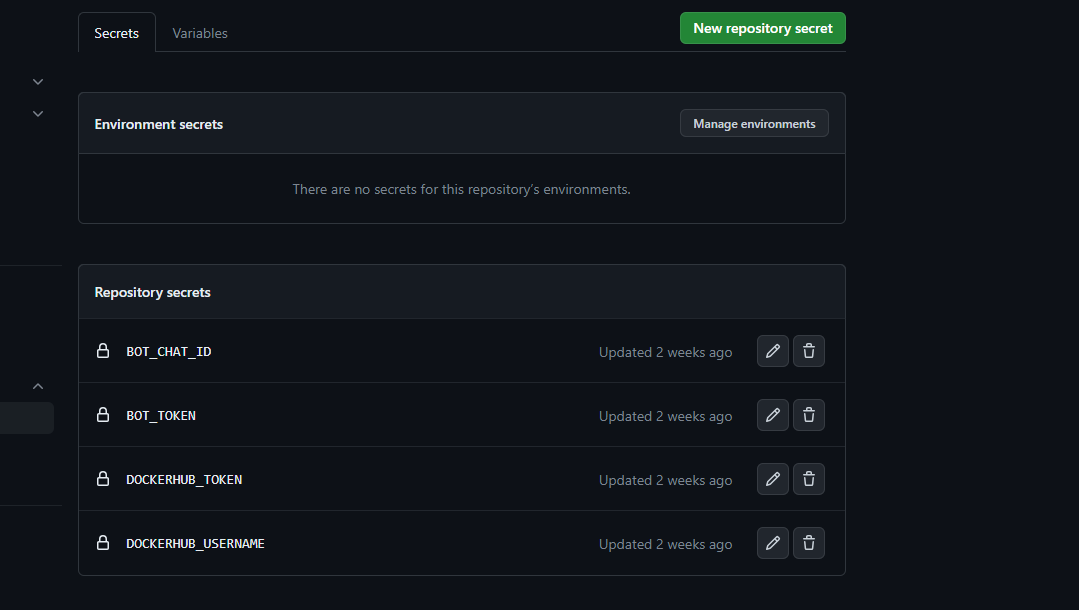 Secrets
Variables
New repository secret
Environment secrets
Manage environments
There are no secrets for this repository’s environments.
Repository secrets
BOT_CHAT_ID
Updated 2 weeks ago
BOT_TOKEN
Updated 2 weeks ago
DOCKERHUB_TOKEN
Updated 2 weeks ago
DOCKERHUB_USERNAME
Updated 2 weeks ago